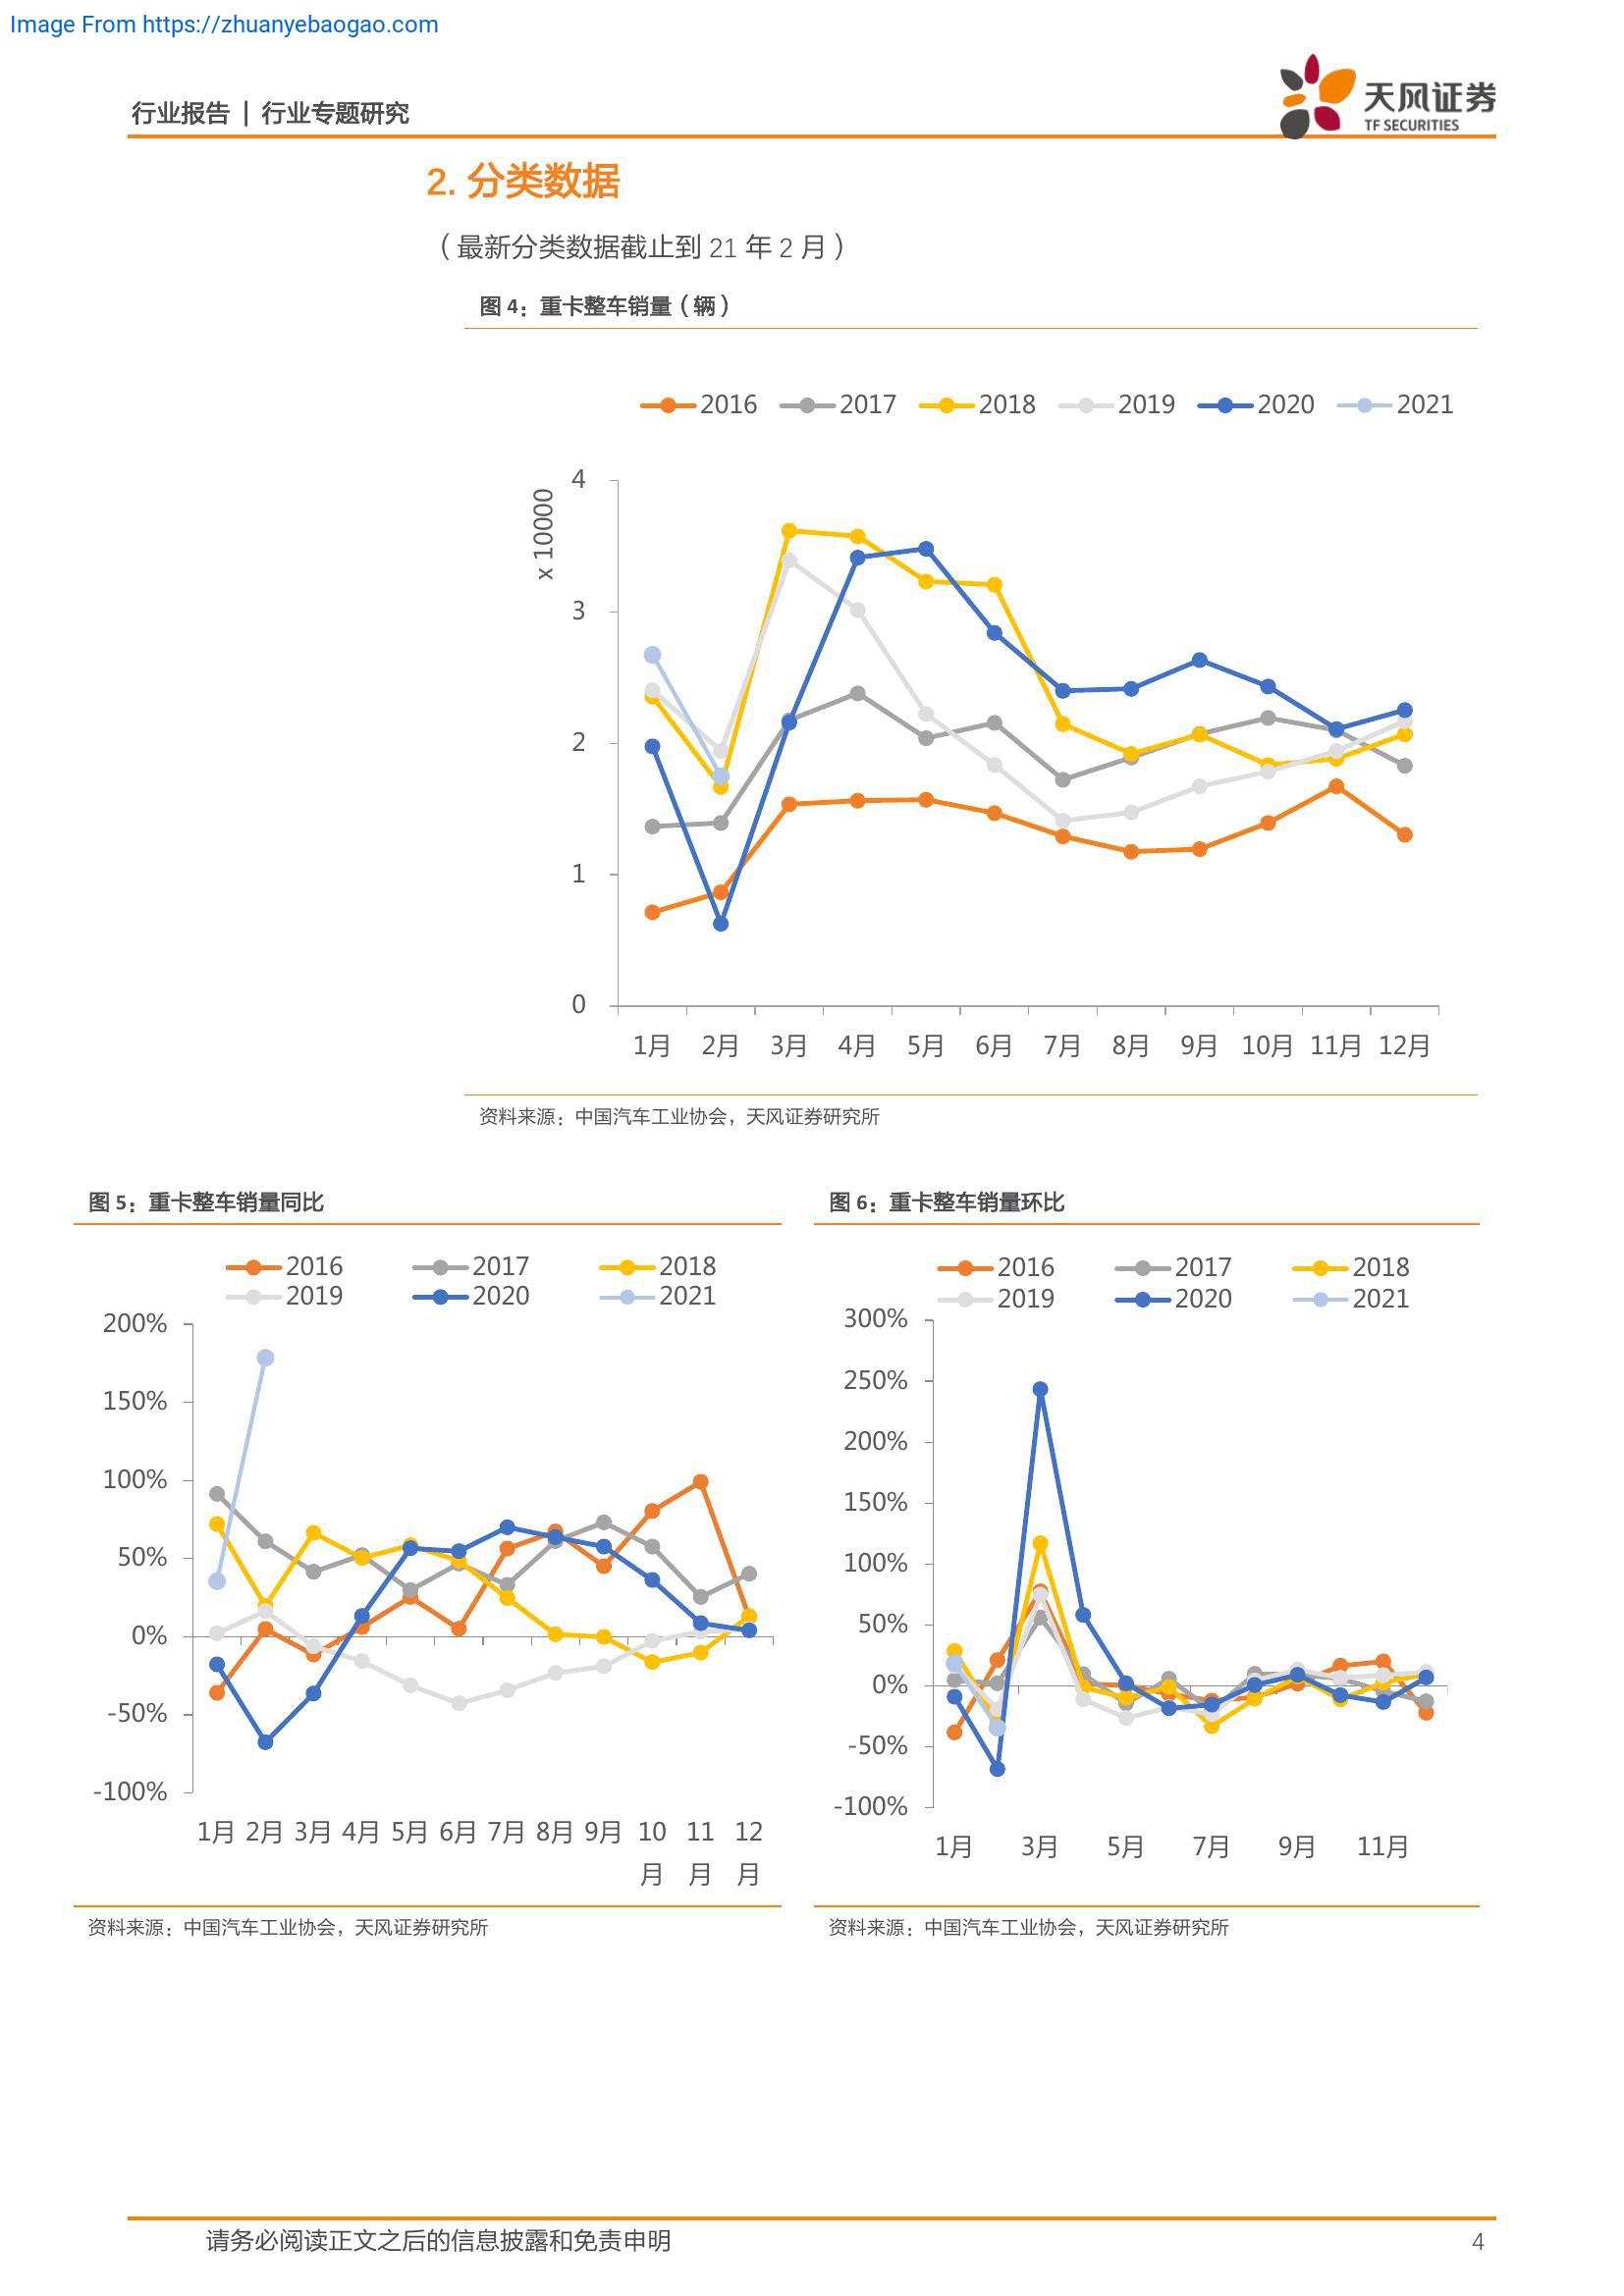 Image From https://zhuanyebaogao.com
行业报告 | 行业专题研究
天风证券
TF SECURITIES
2. 分类数据
（最新分类数据截止到 21 年 2 月）
图 4：重卡整车销量（辆）
2016 2017 2018 2019 2020 2021
x 10000
4
3
2
1
0
1月 2月 3月 4月 5月 6月 7月 8月 9月 10月 11月 12月
资料来源：中国汽车工业协会，天风证券研究所
图 5：重卡整车销量同比
2016 2017 2018
2019 2020 2021
200%
150%
100%
50%
0%
-50%
-100%
1月 2月 3月 4月 5月 6月 7月 8月 9月 10月 11月 12月
资料来源：中国汽车工业协会，天风证券研究所
图 6：重卡整车销量环比
2016 2017 2018
2019 2020 2021
300%
250%
200%
150%
100%
50%
0%
-50%
-100%
1月 3月 5月 7月 9月 11月
资料来源：中国汽车工业协会，天风证券研究所
请务必阅读正文之后的信息披露和免责申明 4